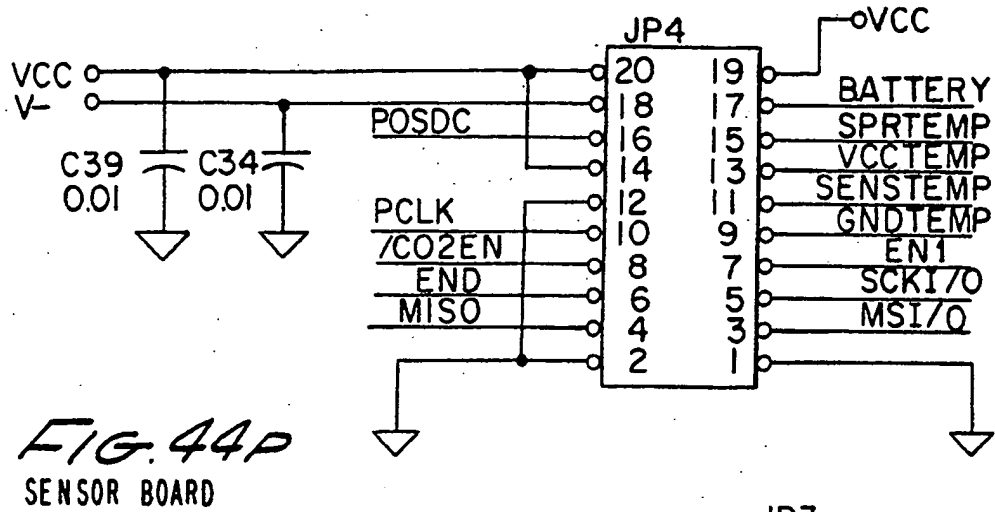 JP4
VCC
VCC
V-
20 19
18 17
16 15
14 13
12 11
10 9
8 7
6 5
4 3
2 1
POSDC
C39
0.01
C34
0.01
PCLK
/CO2EN
END
MISO
BATTERY
SPRTEMP
VCCTEMP
SENSTEMP
GNDTEMP
EN1
SCKI/O
MSI/O
FIG. 44P
SENSOR BOARD